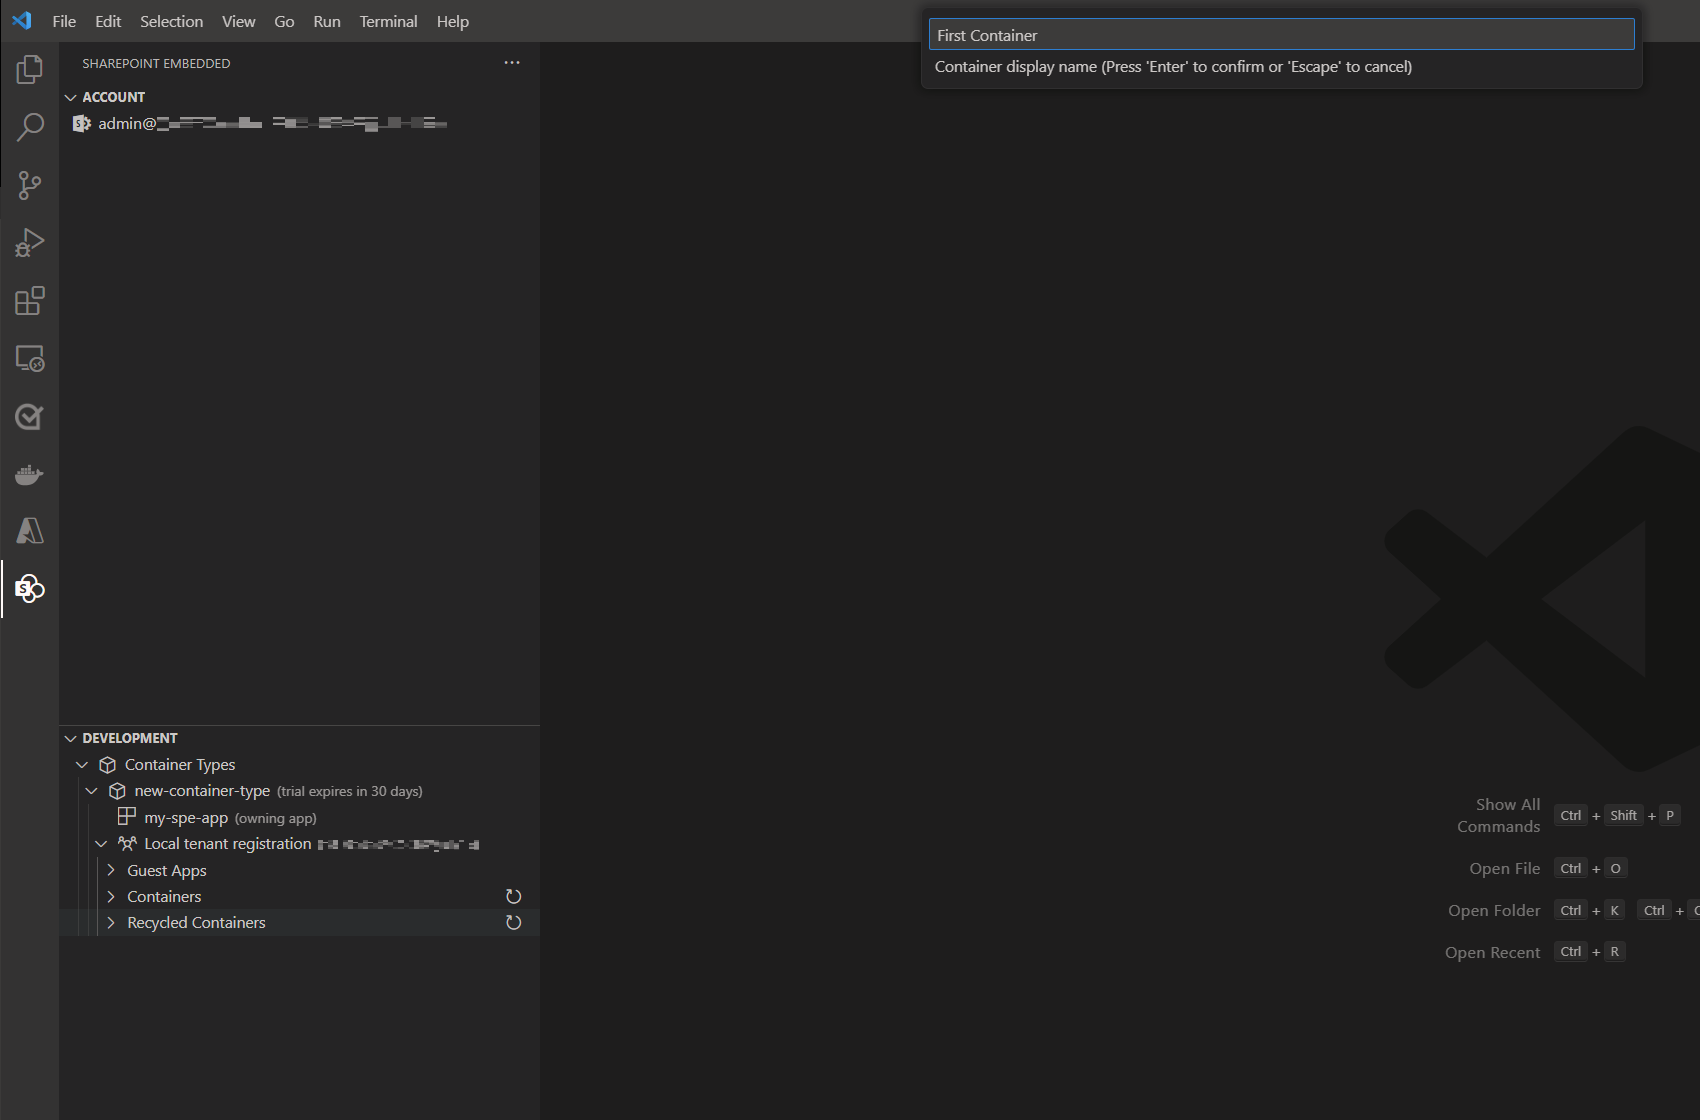 File Edit Selection View Go Run Terminal Help
First Container
Container display name (Press 'Enter' to confirm or 'Escape' to cancel)
SHAREPOINT EMBEDDED
ACCOUNT
admin@
DEVELOPMENT
Container Types
new-container-type (trial expires in 30 days)
my-spe-app (owning app)
Local tenant registration
Guest Apps
Containers
Recycled Containers
Show All Commands Ctrl + Shift + P
Open File Ctrl + O
Open Folder Ctrl + K Ctrl +
Open Recent Ctrl + R